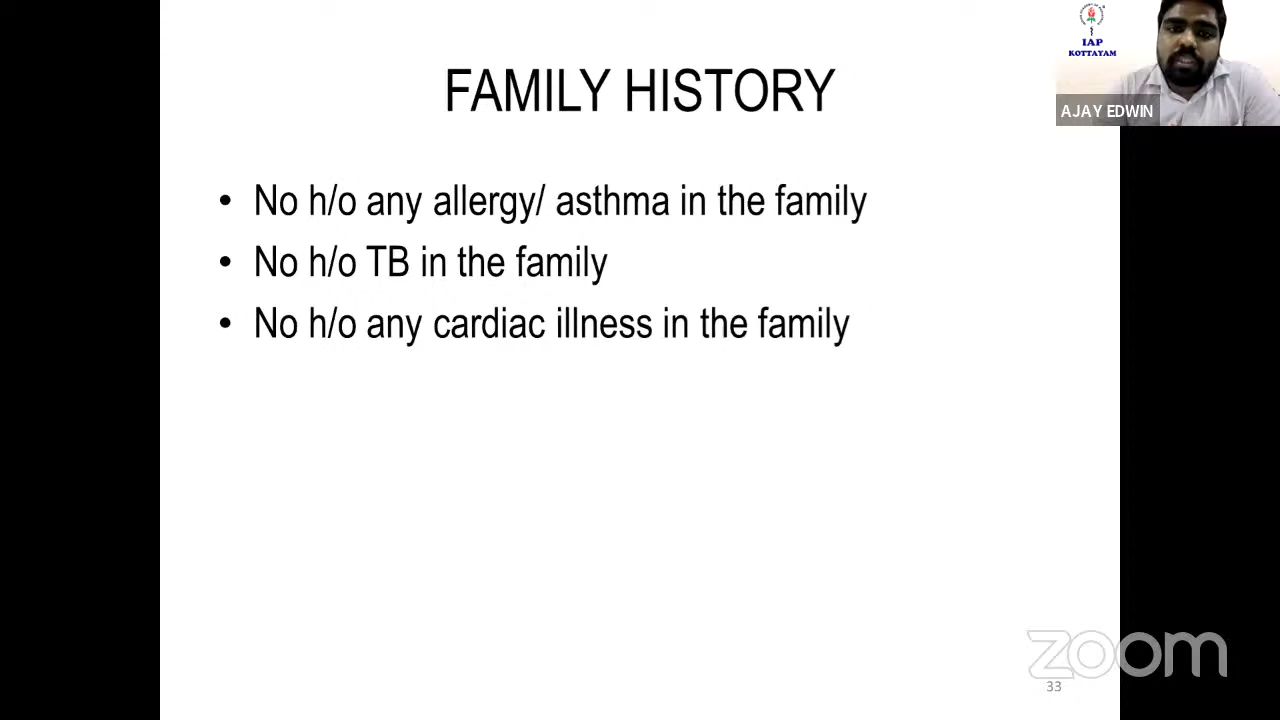 FAMILY HISTORY
• No h/o any allergy/ asthma in the family
• No h/o TB in the family
• No h/o any cardiac illness in the family
IAP
KOTTAYAM
AJAY EDWIN
zoom
33